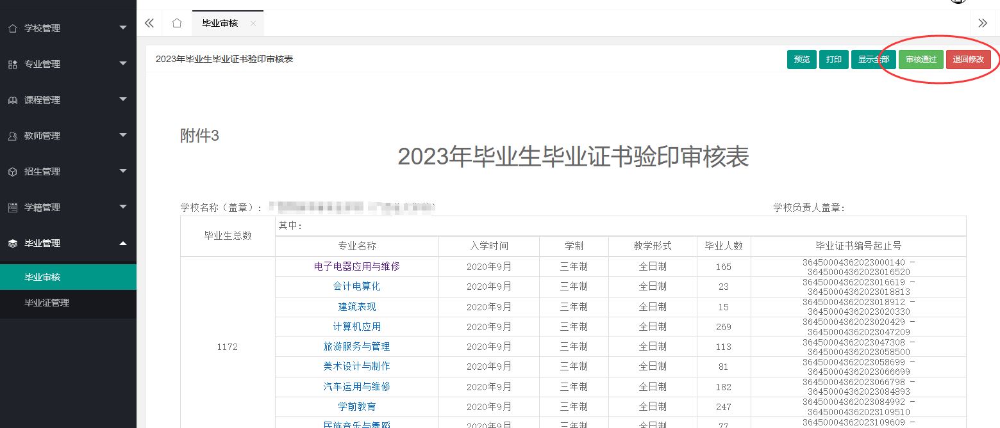 学校管理
专业管理
课程管理
教师管理
招生管理
学籍管理
毕业管理
毕业审核
毕业证管理
毕业审核
2023年毕业生毕业证书验印审核表
预览 打印 显示全部 审核通过 退回修改
附件3
2023年毕业生毕业证书验印审核表
学校名称（盖章）： 学校负责人盖章：
毕业生总数 其中：
专业名称 入学时间 学制 教学形式 毕业人数 毕业证书编号起止号
1172
电子电器应用与维修 2020年9月 三年制 全日制 165 36450004362023000140 - 36450004362023016520
会计电算化 2020年9月 三年制 全日制 23 36450004362023016619 - 36450004362023018813
建筑表现 2020年9月 三年制 全日制 15 36450004362023018912 - 36450004362023020330
计算机应用 2020年9月 三年制 全日制 269 36450004362023020429 - 36450004362023047209
旅游服务与管理 2020年9月 三年制 全日制 113 36450004362023047308 - 36450004362023058500
美术设计与制作 2020年9月 三年制 全日制 81 36450004362023058699 - 36450004362023066699
汽车运用与维修 2020年9月 三年制 全日制 182 36450004362023066798 - 36450004362023084893
学前教育 2020年9月 三年制 全日制 247 36450004362023084992 - 36450004362023109510
民族音乐与舞蹈 2020年9月 三年制 全日制 77 36450004362023109609 -